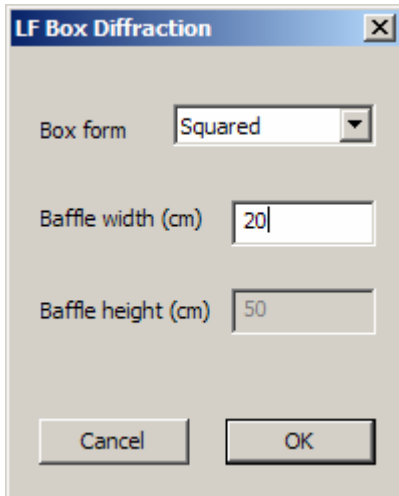 LF Box Diffraction
Box form Squared
Baffle width (cm) 20
Baffle height (cm) 50
Cancel OK